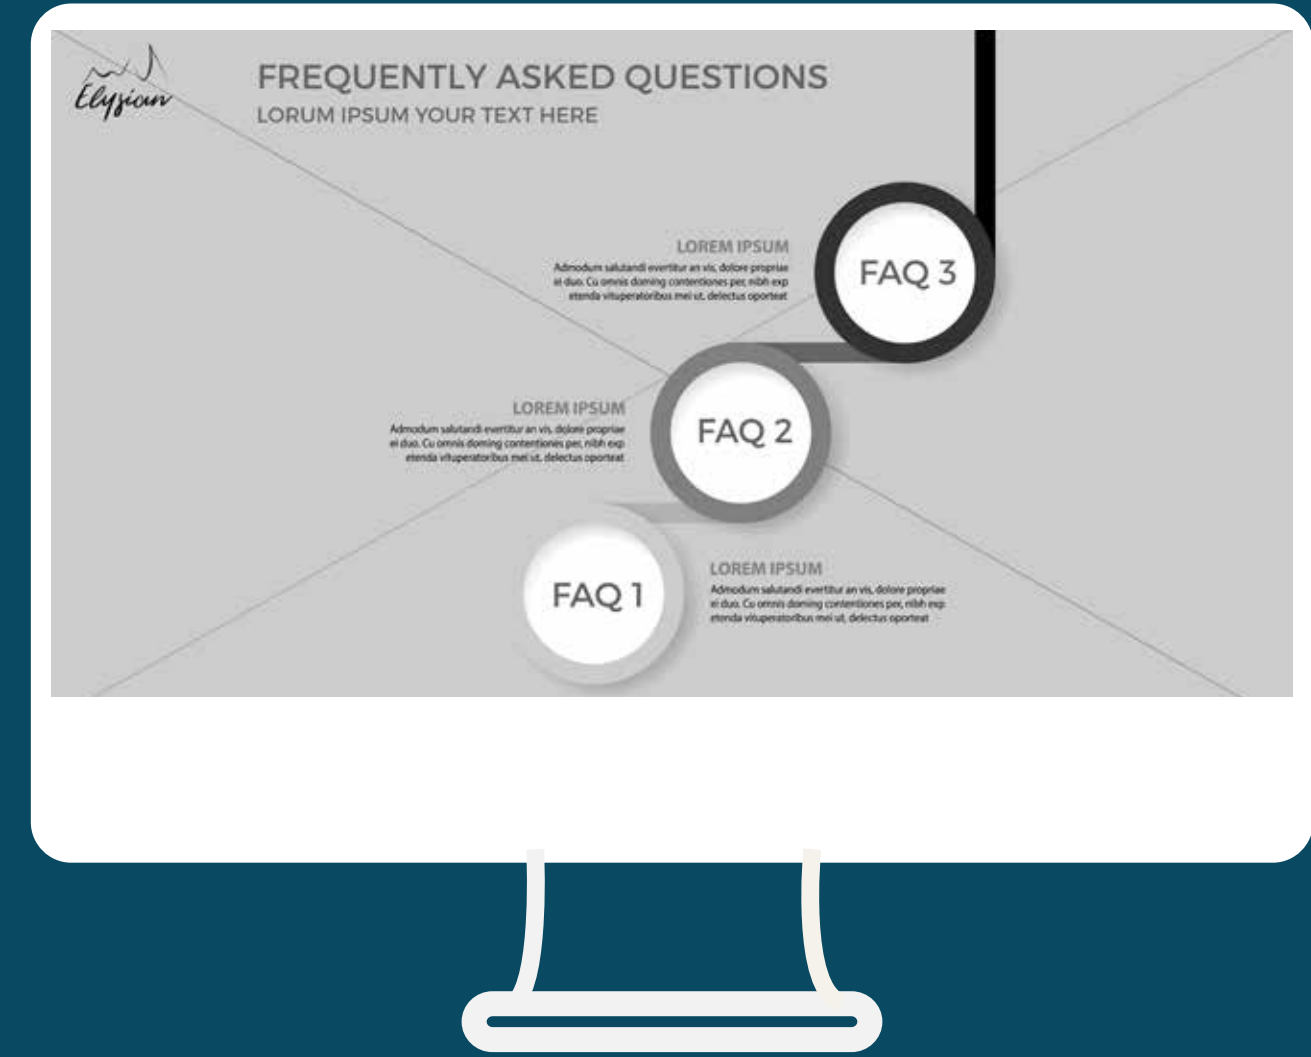 Elysian
FREQUENTLY ASKED QUESTIONS
LORUM IPSUM YOUR TEXT HERE
LOREM IPSUM
Admodum salutandi evertitur an vis, dolore propriae
ei duo. Cu omnis doming contentiones per, nibh exp
etenda vituperatoribus mei ut, delectus oporteat
FAQ 3
LOREM IPSUM
Admodum salutandi evertitur an vis, dolore propriae
ei duo. Cu omnis doming contentiones per, nibh exp
etenda vituperatoribus mei ut, delectus oporteat
FAQ 2
FAQ 1
LOREM IPSUM
Admodum salutandi evertitur an vis, dolore propriae
ei duo. Cu omnis doming contentiones per, nibh exp
etenda vituperatoribus mei ut, delectus oporteat